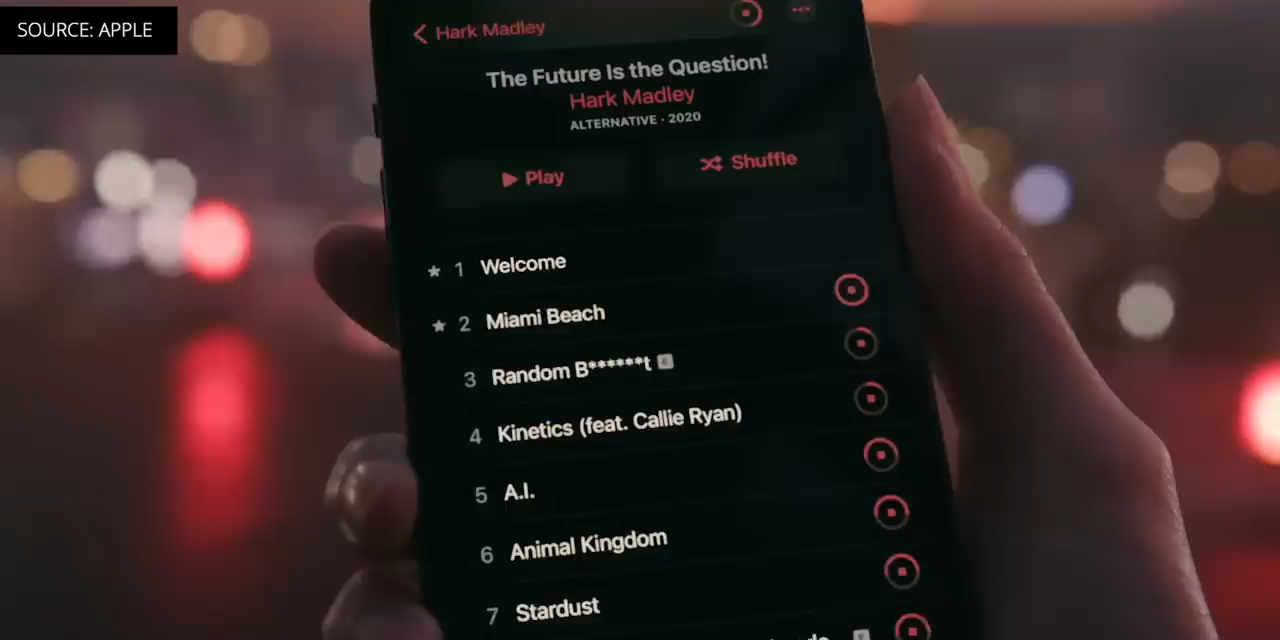 SOURCE: APPLE
Hark Madley
The Future Is the Question!
Hark Madley
ALTERNATIVE · 2020
Play
Shuffle
1 Welcome
2 Miami Beach
3 Random B******t E
4 Kinetics (feat. Callie Ryan)
5 A.I.
6 Animal Kingdom
7 Stardust